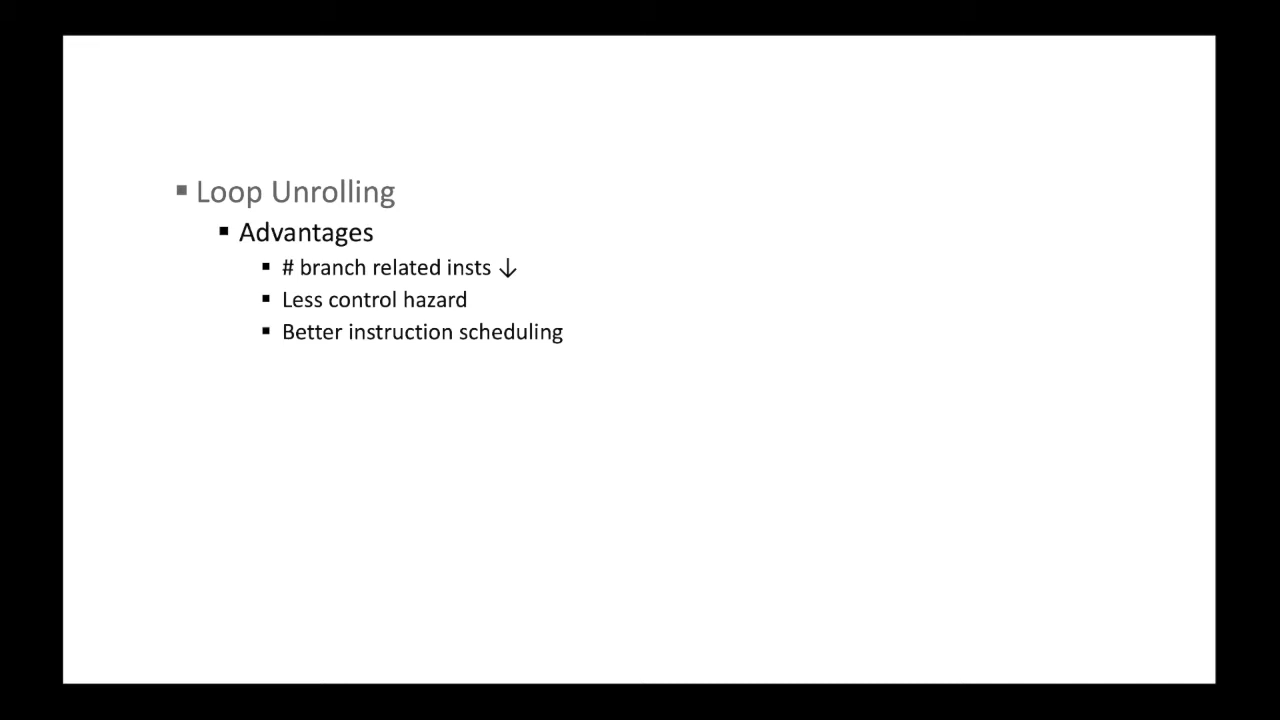 ▪ Loop Unrolling
▪ Advantages
▪ # branch related insts ↓
▪ Less control hazard
▪ Better instruction scheduling